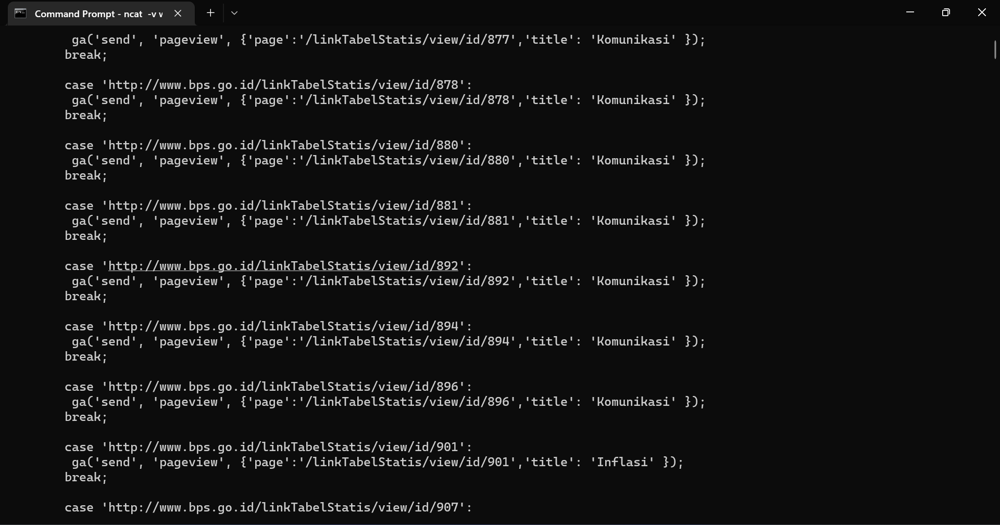 Command Prompt - ncat -v w
ga('send', 'pageview', {'page':'/linkTabelStatis/view/id/877','title': 'Komunikasi' });
break;
case 'http://www.bps.go.id/linkTabelStatis/view/id/878':
ga('send', 'pageview', {'page':'/linkTabelStatis/view/id/878','title': 'Komunikasi' });
break;
case 'http://www.bps.go.id/linkTabelStatis/view/id/880':
ga('send', 'pageview', {'page':'/linkTabelStatis/view/id/880','title': 'Komunikasi' });
break;
case 'http://www.bps.go.id/linkTabelStatis/view/id/881':
ga('send', 'pageview', {'page':'/linkTabelStatis/view/id/881','title': 'Komunikasi' });
break;
case 'http://www.bps.go.id/linkTabelStatis/view/id/892':
ga('send', 'pageview', {'page':'/linkTabelStatis/view/id/892','title': 'Komunikasi' });
break;
case 'http://www.bps.go.id/linkTabelStatis/view/id/894':
ga('send', 'pageview', {'page':'/linkTabelStatis/view/id/894','title': 'Komunikasi' });
break;
case 'http://www.bps.go.id/linkTabelStatis/view/id/896':
ga('send', 'pageview', {'page':'/linkTabelStatis/view/id/896','title': 'Komunikasi' });
break;
case 'http://www.bps.go.id/linkTabelStatis/view/id/901':
ga('send', 'pageview', {'page':'/linkTabelStatis/view/id/901','title': 'Inflasi' });
break;
case 'http://www.bps.go.id/linkTabelStatis/view/id/907':